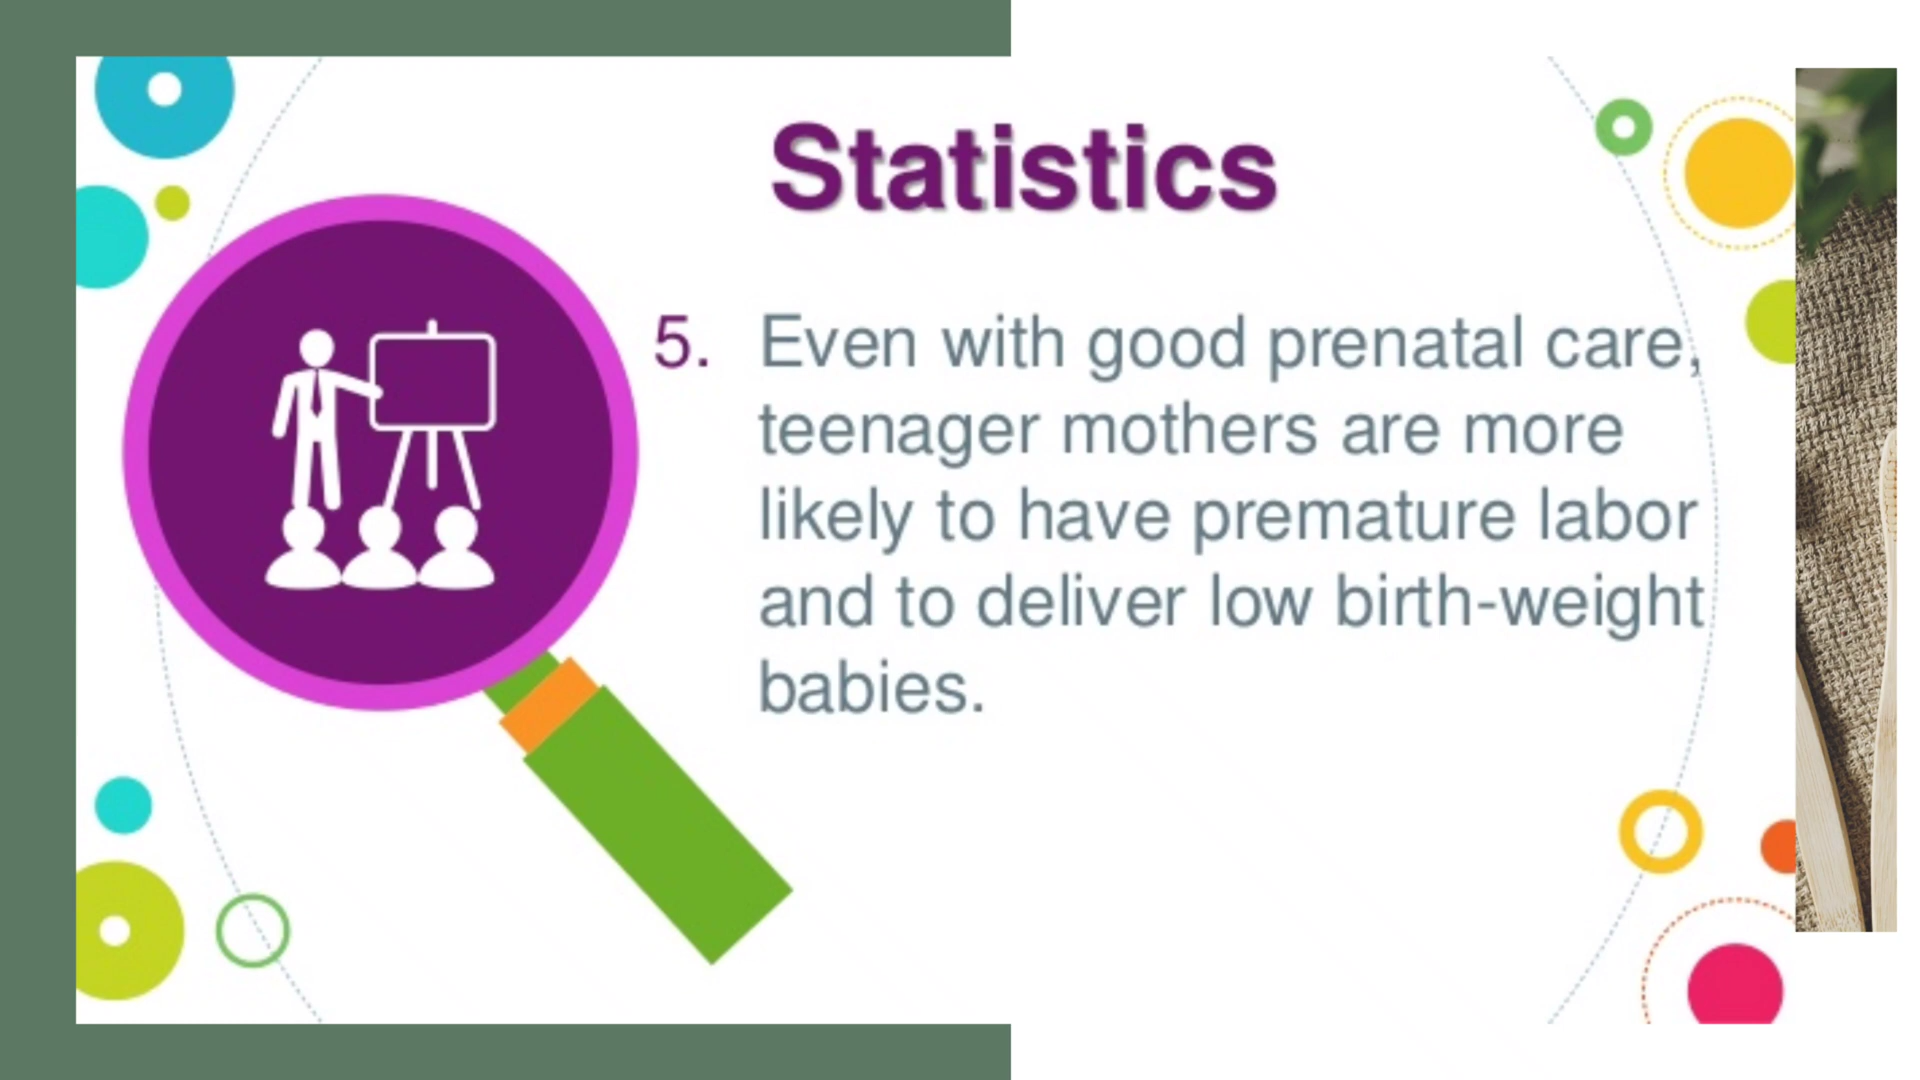 Statistics
5. Even with good prenatal care,
teenager mothers are more
likely to have premature labor
and to deliver low birth-weight
babies.